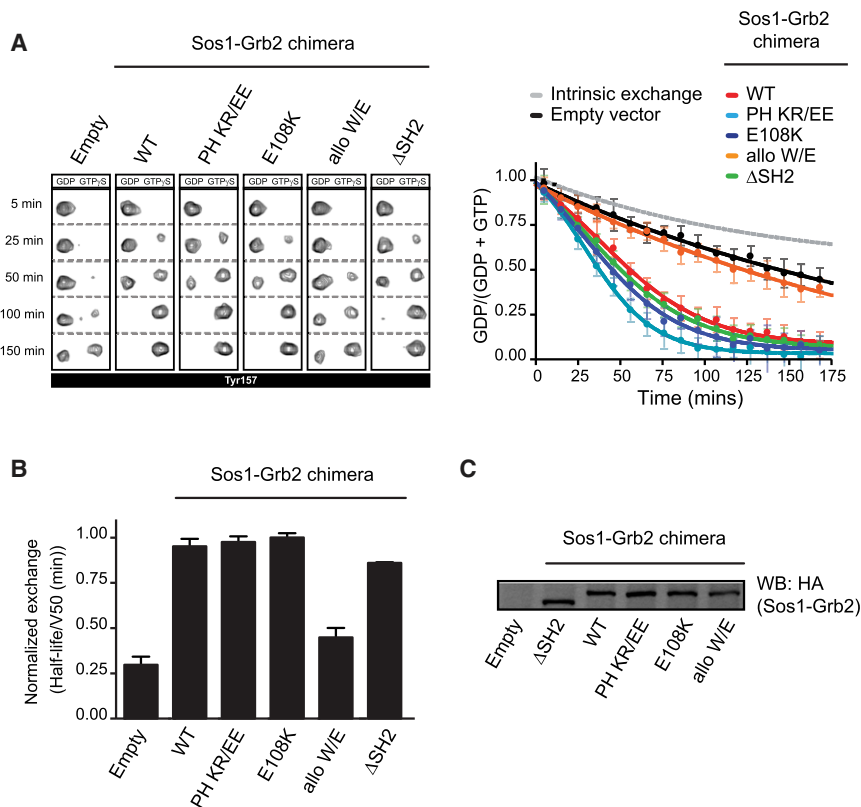 A
Sos1-Grb2 chimera
Empty
WT
PH KR/EE
E108K
allo W/E
ΔSH2
GDP GTPγS GDP GTPγS GDP GTPγS GDP GTPγS GDP GTPγS GDP GTPγS
5 min
25 min
50 min
100 min
150 min
Tyr157
Sos1-Grb2
chimera
Intrinsic exchange
Empty vector
WT
PH KR/EE
E108K
allo W/E
ΔSH2
GDP/(GDP + GTP)
1.00
0.75
0.50
0.25
0.00
0 25 50 75 100 125 150 175
Time (mins)
B
Sos1-Grb2 chimera
Normalized exchange
(Half-life/V50 (min))
1.00
0.75
0.50
0.25
0.00
Empty
WT
PH KR/EE
E108K
allo W/E
ΔSH2
C
Sos1-Grb2 chimera
WB: HA
(Sos1-Grb2)
Empty
ΔSH2
WT
PH KR/EE
E108K
allo W/E